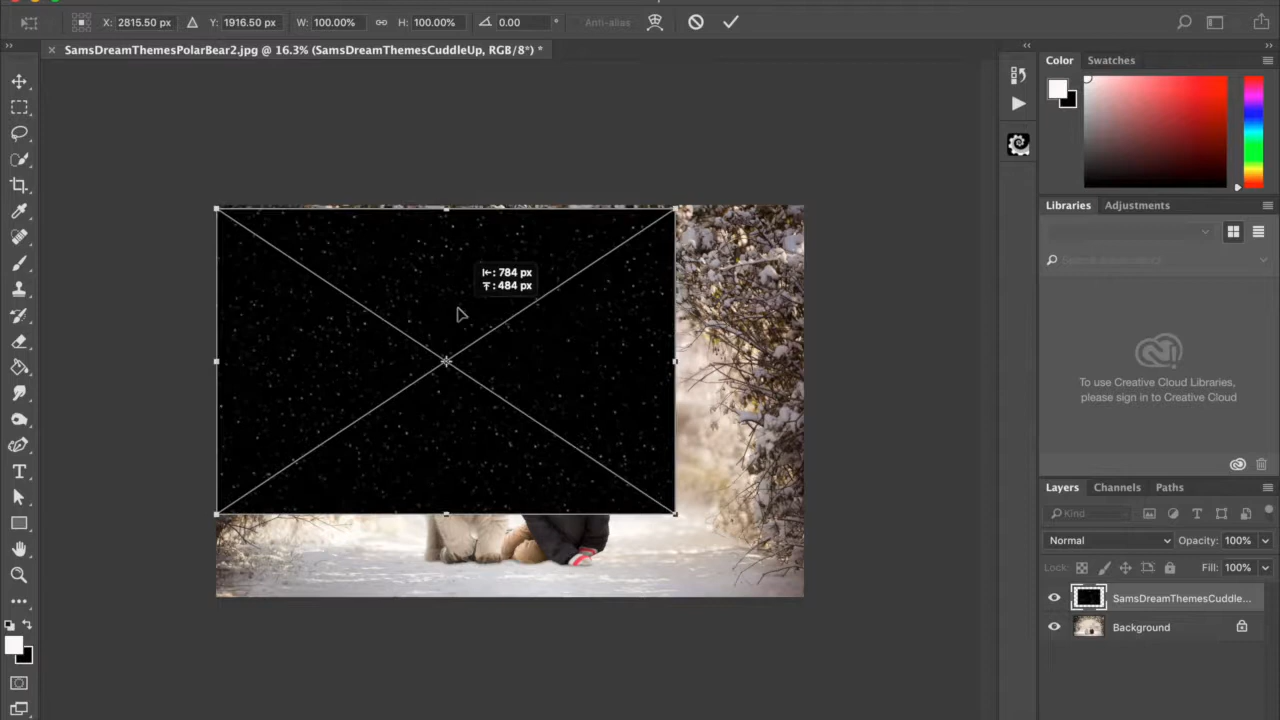 X: 2815.50 px Y: 1916.50 px W: 100.00% H: 100.00% 0.00 ° Anti-alias
SamsDreamThemesPolarBear2.jpg @ 16.3% (SamsDreamThemesCuddleUp, RGB/8*) *
Color Swatches
Libraries Adjustments
To use Creative Cloud Libraries,
please sign in to Creative Cloud
784 px
484 px
Layers Channels Paths
Kind
Normal Opacity: 100%
Lock: Fill: 100%
SamsDreamThemesCuddle...
Background